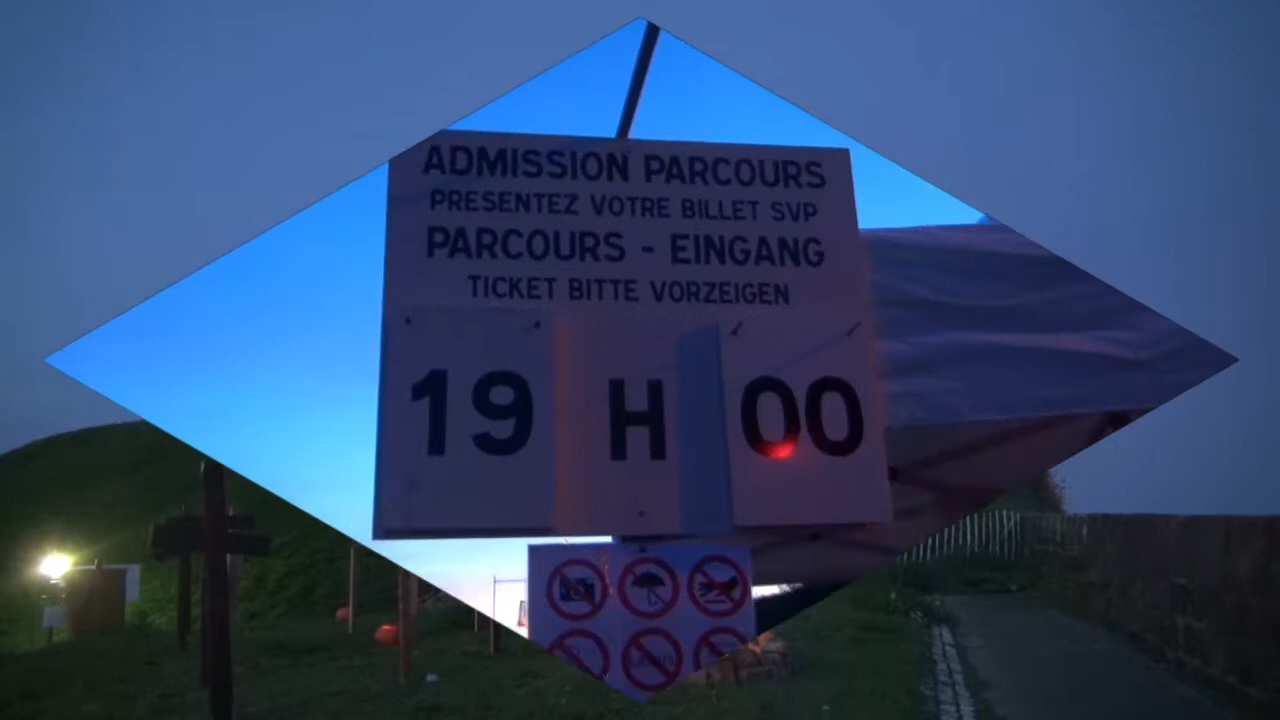 ADMISSION PARCOURS
PRESENTEZ VOTRE BILLET SVP
PARCOURS - EINGANG
TICKET BITTE VORZEIGEN
19 H 00